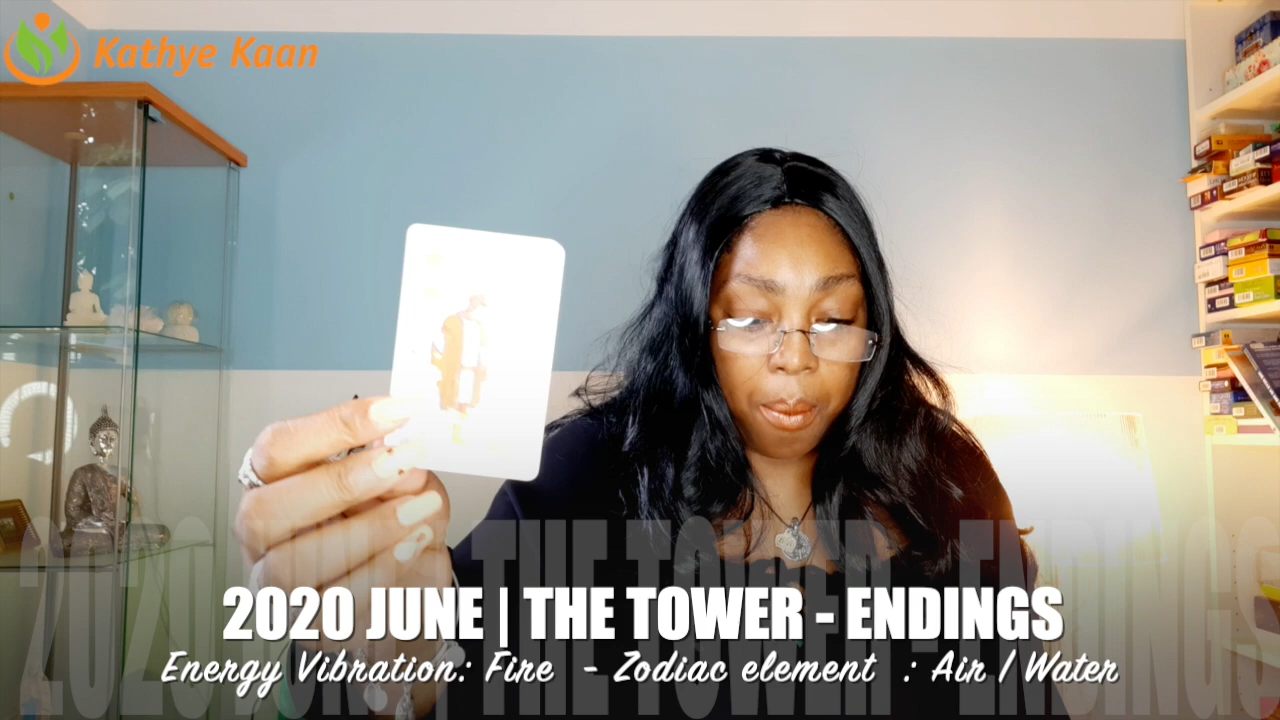 Kathye Kaan
2020 JUNE | THE TOWER - ENDINGS
Energy Vibration: Fire - Zodiac element : Air / Water